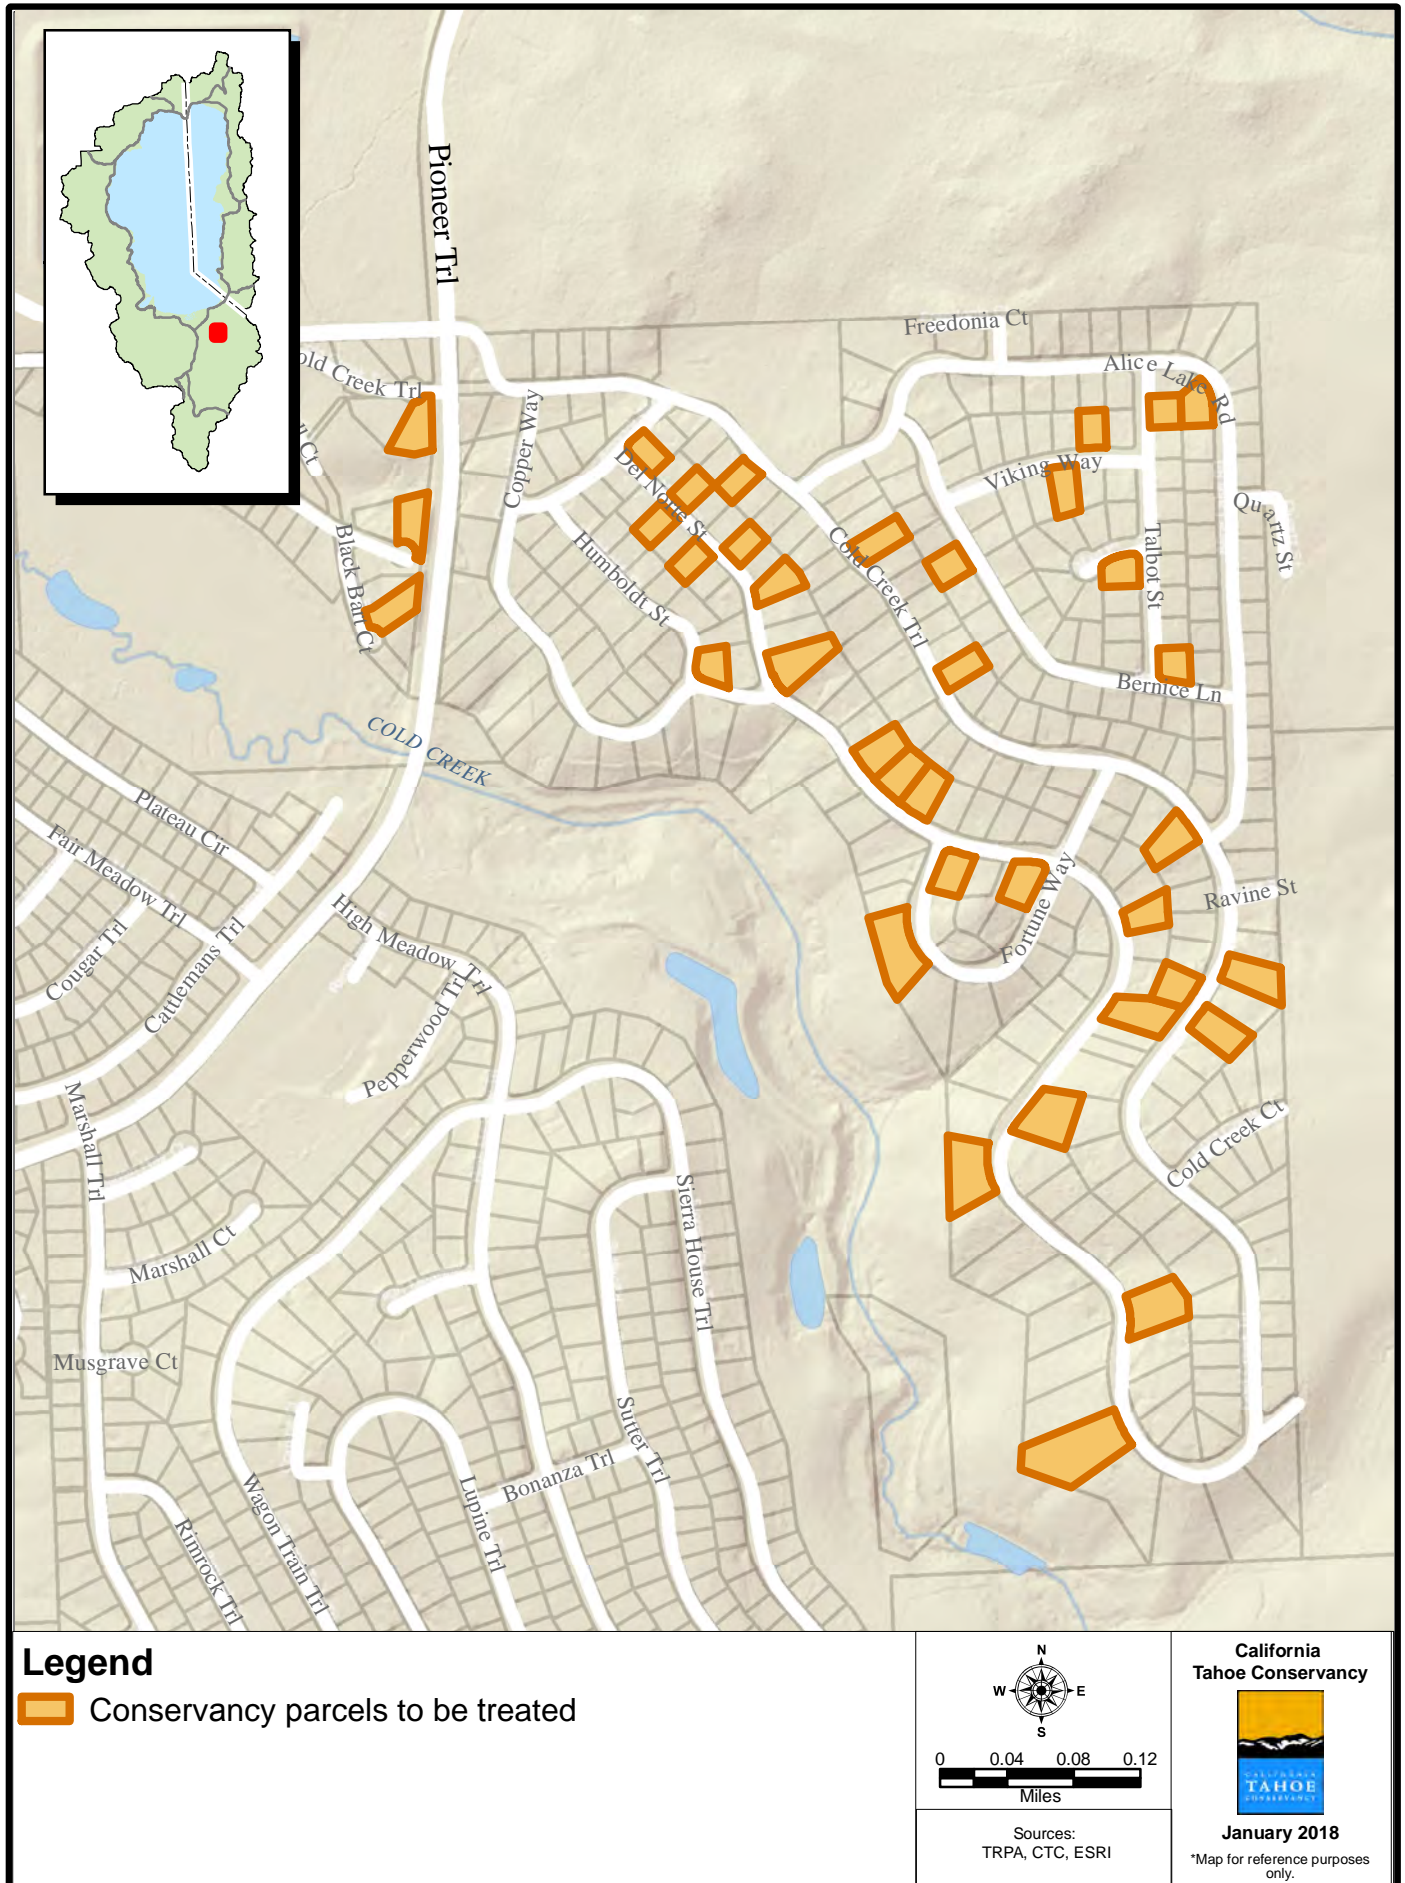 Pioneer Trl
Freedonia Ct
Alice Lake Rd
old Creek Trl
ll Ct
Copper Way
Del Norte St
Viking Way
Quartz St
Talbot St
Black Bart Ct
Humboldt St
Cold Creek Trl
Bernice Ln
COLD CREEK
Plateau Cir
Fair Meadow Trl
Ravine St
Fortune Way
High Meadow Trl
Cougar Trl
Cattlemans Trl
Pepperwood Trl
Marshall Trl
Cold Creek Ct
Sierra House Trl
Marshall Ct
Musgrave Ct
Sutter Trl
Bonanza Trl
Lupine Trl
Wagon Train Trl
Rimrock Trl
Legend
Conservancy parcels to be treated
N
W E
S
0 0.04 0.08 0.12
Miles
Sources:
TRPA, CTC, ESRI
California
Tahoe Conservancy
CALIFORNIA
TAHOE
CONSERVANCY
January 2018
*Map for reference purposes
only.